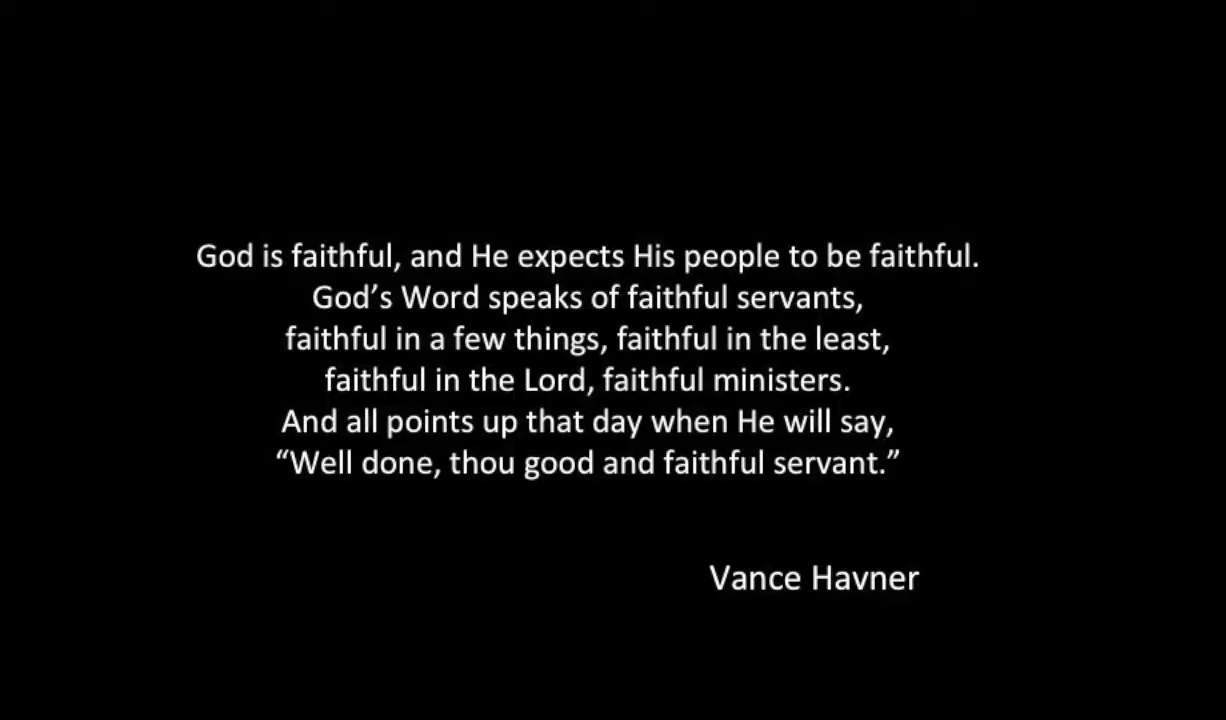 God is faithful, and He expects His people to be faithful.
God’s Word speaks of faithful servants,
faithful in a few things, faithful in the least,
faithful in the Lord, faithful ministers.
And all points up that day when He will say,
“Well done, thou good and faithful servant.”
Vance Havner